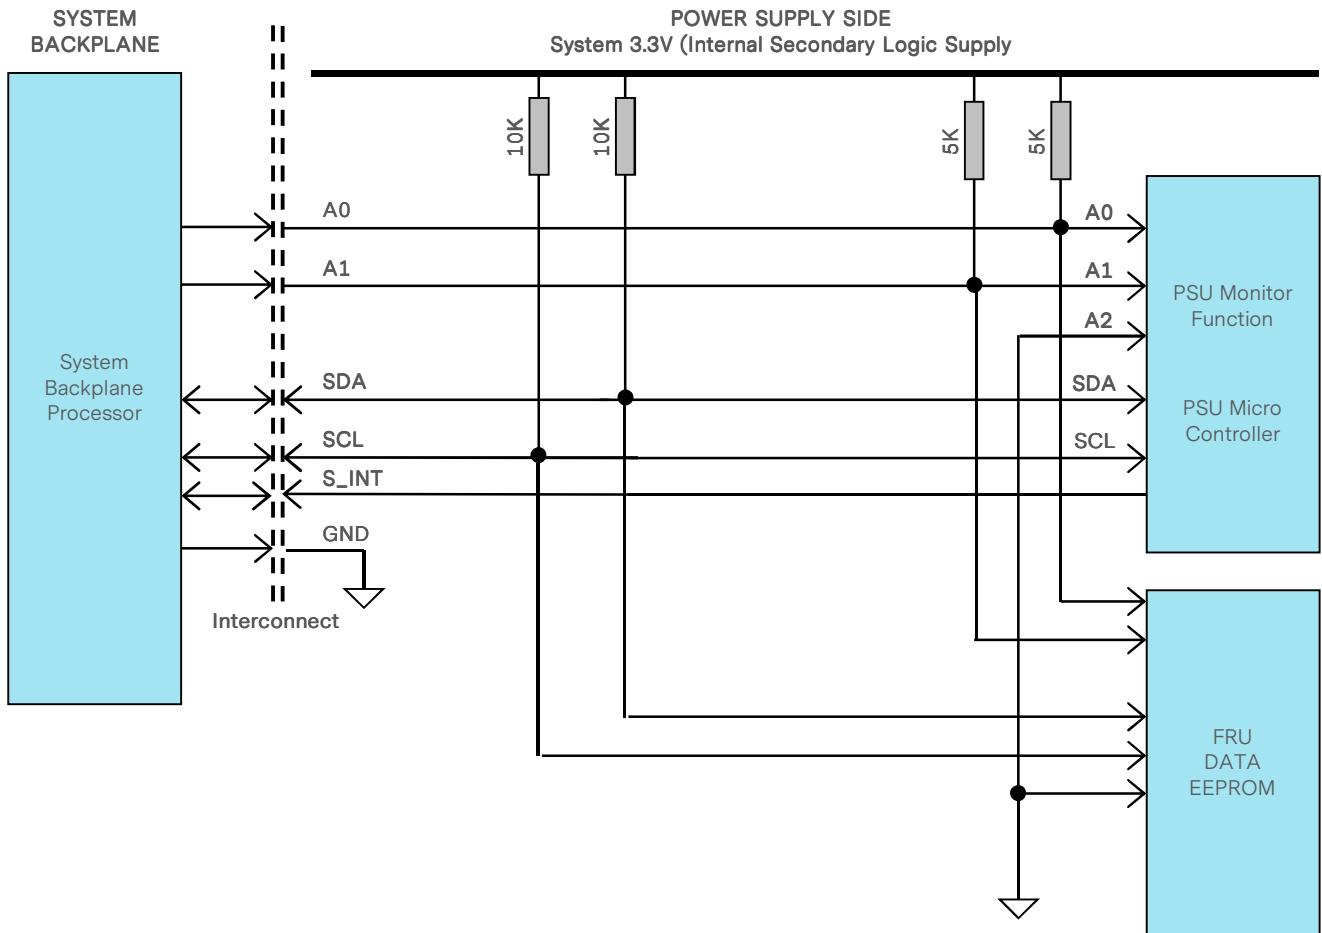 SYSTEM
BACKPLANE
POWER SUPPLY SIDE
System 3.3V (Internal Secondary Logic Supply
10K
10K
5K
5K
A0
A0
A1
A1
A2
SDA
SDA
SCL
SCL
S_INT
GND
Interconnect
System
Backplane
Processor
PSU Monitor
Function
PSU Micro
Controller
FRU
DATA
EEPROM